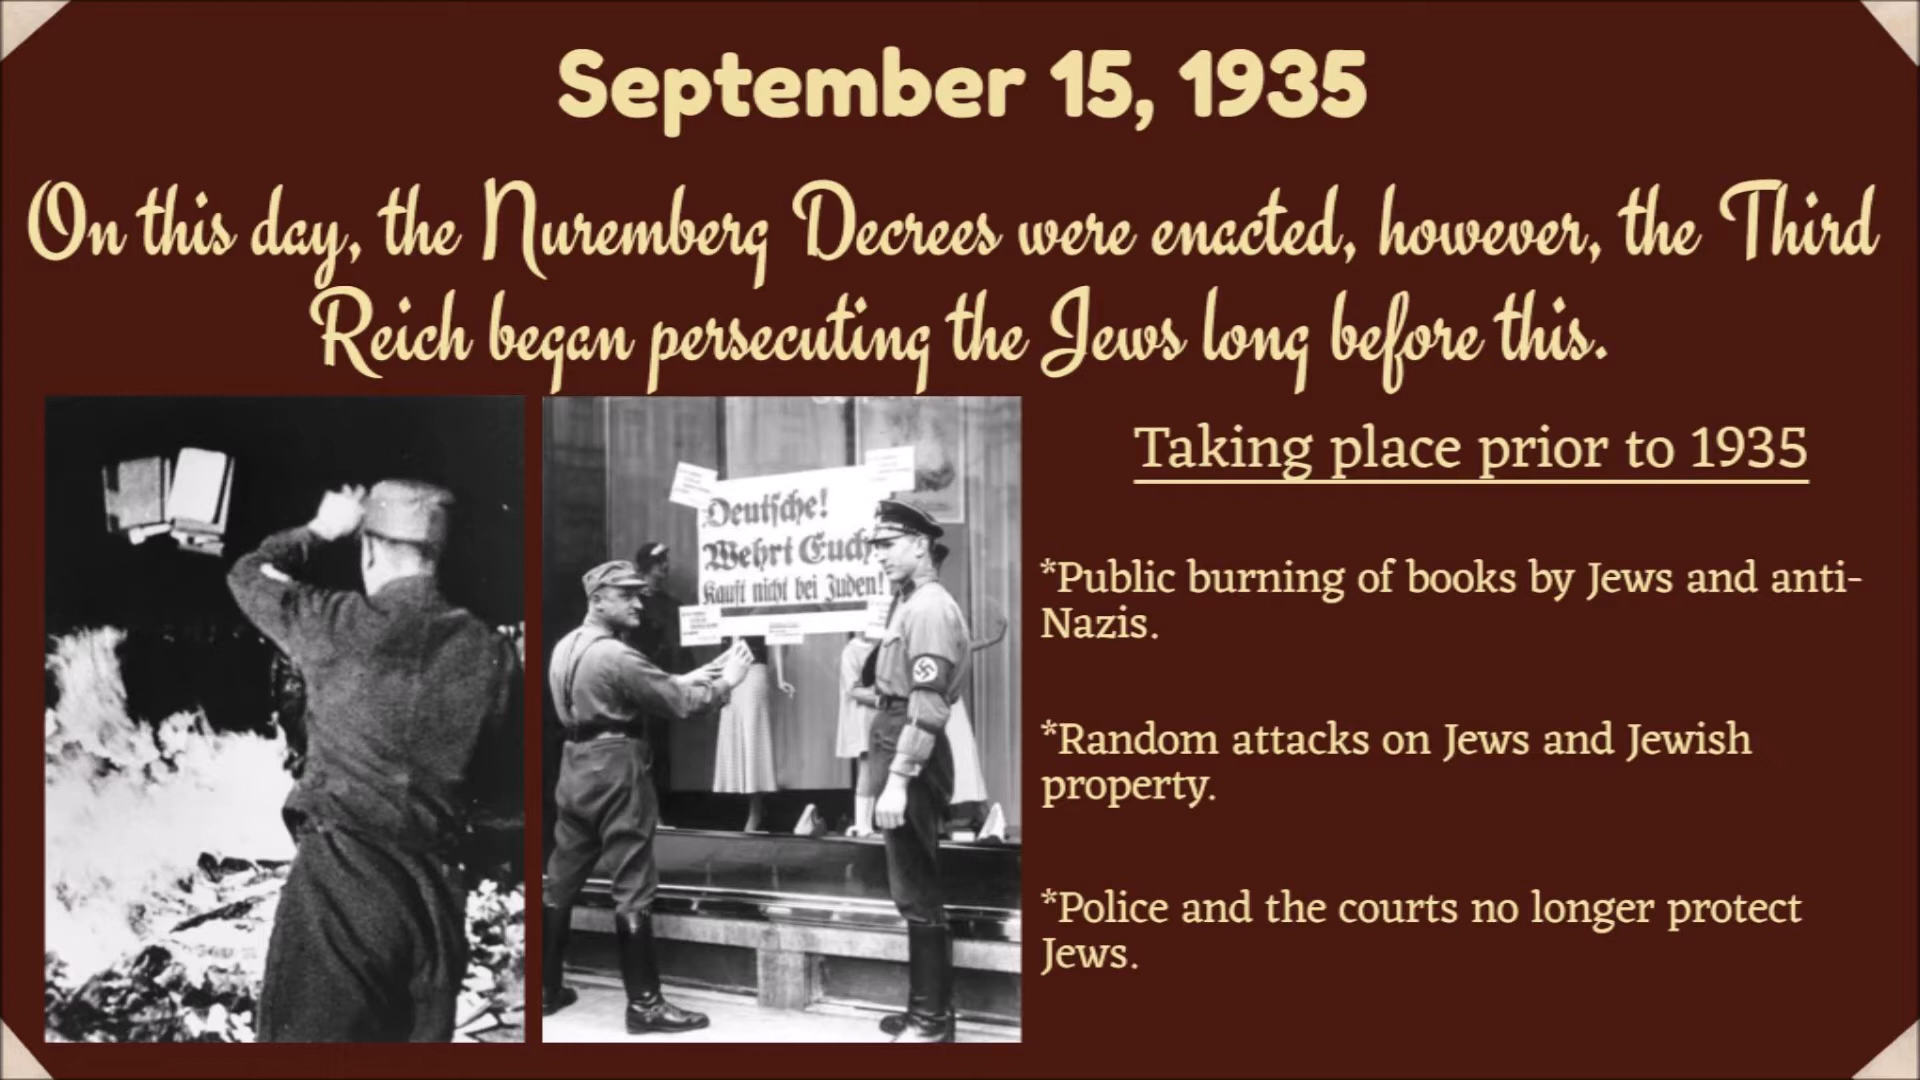 September 15, 1935
On this day, the Nuremberg Decrees were enacted, however, the Third
Reich began persecuting the Jews long before this.
Deutsche!
Wehrt Euch
Kauft nicht bei Juden!
Taking place prior to 1935
*Public burning of books by Jews and anti-
Nazis.
*Random attacks on Jews and Jewish
property.
*Police and the courts no longer protect
Jews.